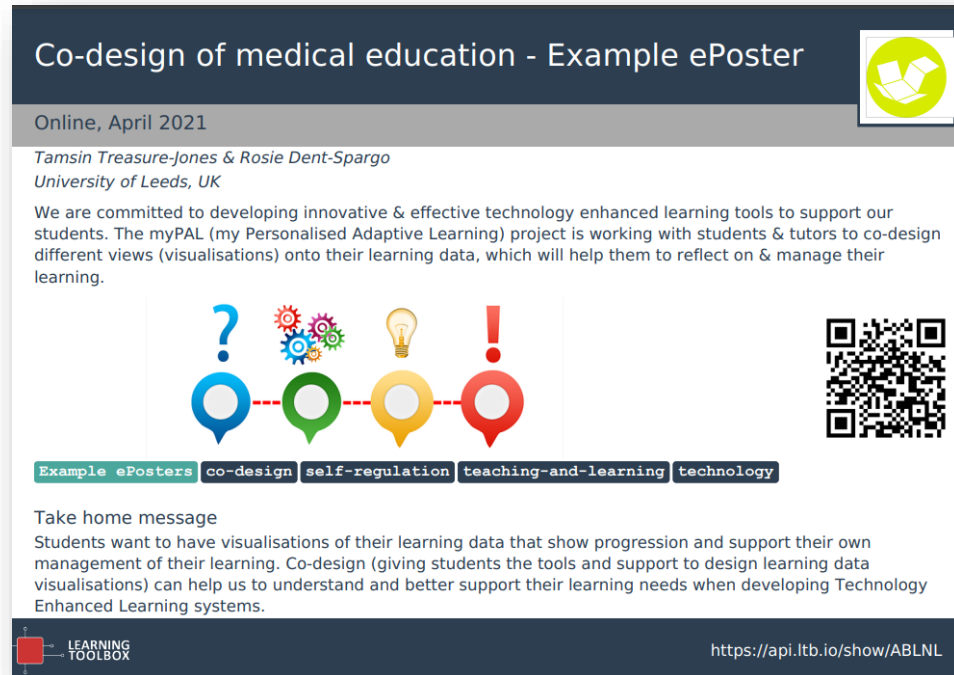 Co-design of medical education - Example ePoster
Online, April 2021
Tamsin Treasure-Jones & Rosie Dent-Spargo
University of Leeds, UK
We are committed to developing innovative & effective technology enhanced learning tools to support our
students. The myPAL (my Personalised Adaptive Learning) project is working with students & tutors to co-design
different views (visualisations) onto their learning data, which will help them to reflect on & manage their
learning.
? !
Example ePosters co-design self-regulation teaching-and-learning technology
Take home message
Students want to have visualisations of their learning data that show progression and support their own
management of their learning. Co-design (giving students the tools and support to design learning data
visualisations) can help us to understand and better support their learning needs when developing Technology
Enhanced Learning systems.
LEARNING
TOOLBOX
https://api.ltb.io/show/ABLNL